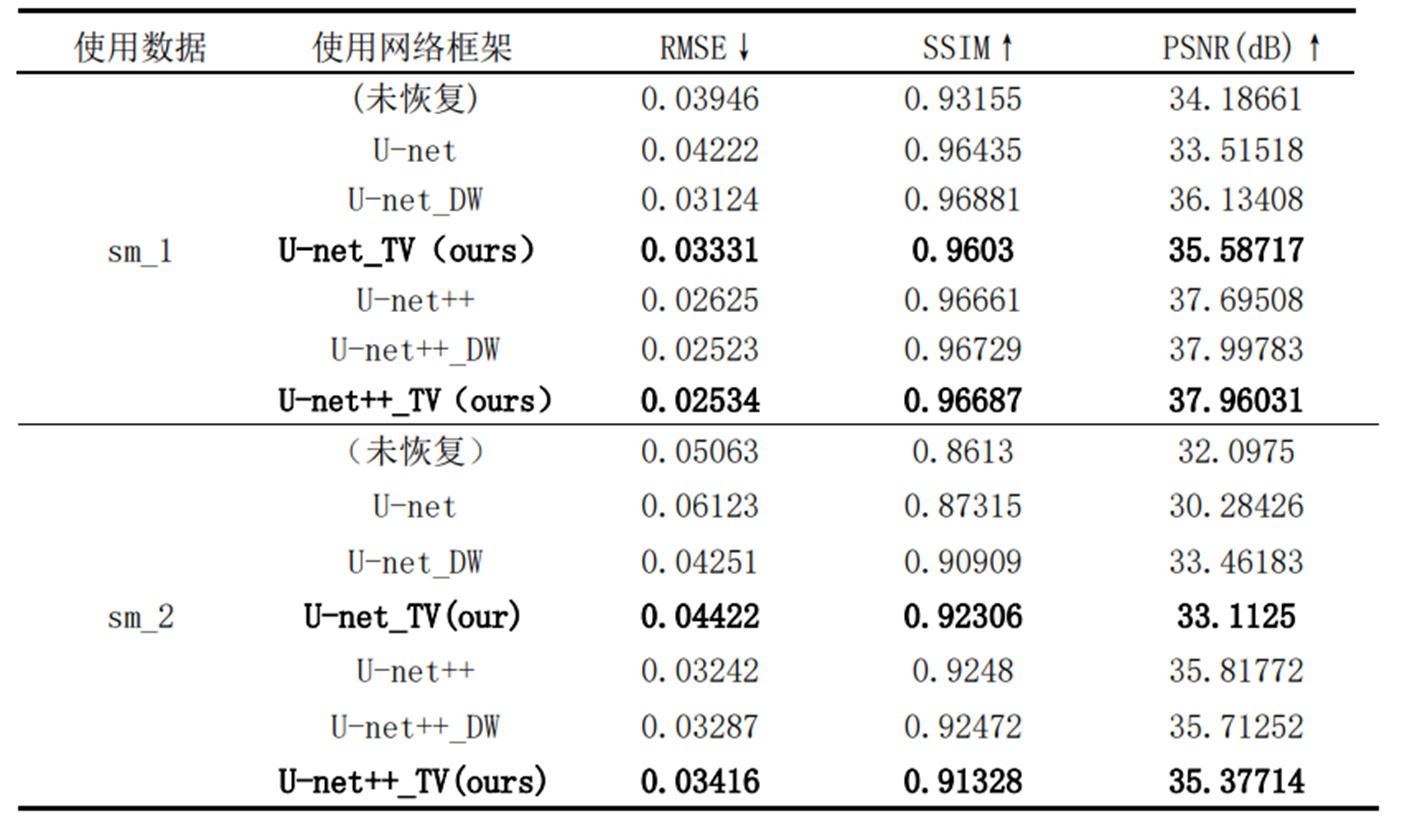 使用数据 使用网络框架 RMSE↓ SSIM↑ PSNR(dB)↑
(未恢复) 0.03946 0.93155 34.18661
U-net 0.04222 0.96435 33.51518
U-net_DW 0.03124 0.96881 36.13408
sm_1 U-net_TV（ours） 0.03331 0.9603 35.58717
U-net++ 0.02625 0.96661 37.69508
U-net++_DW 0.02523 0.96729 37.99783
U-net++_TV（ours） 0.02534 0.96687 37.96031
（未恢复） 0.05063 0.8613 32.0975
U-net 0.06123 0.87315 30.28426
U-net_DW 0.04251 0.90909 33.46183
sm_2 U-net_TV(our) 0.04422 0.92306 33.1125
U-net++ 0.03242 0.9248 35.81772
U-net++_DW 0.03287 0.92472 35.71252
U-net++_TV(ours) 0.03416 0.91328 35.37714